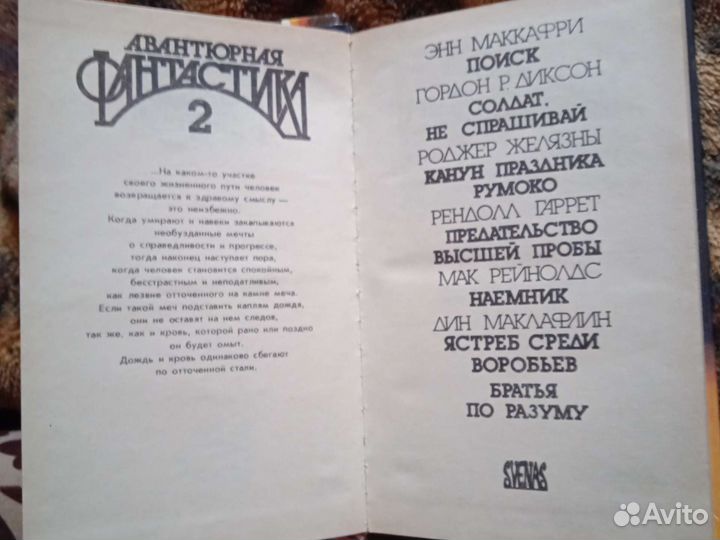 АВАНТЮРНАЯ
ФАНТАСТИКА
2
...На каком-то участке
своего жизненного пути человек
возвращается к здравому смыслу —
это неизбежно.
Когда умирают и навеки закапываются
необузданные мечты
о справедливости и прогрессе,
тогда наконец наступает пора,
когда человек становится спокойным,
бесстрастным и неподатливым,
как лезвие отточенного на камне меча.
Если такой меч подставить каплям дождя,
они не оставят на нем следов,
так же, как и кровь, которой рано или поздно
он будет омыт.
Дождь и кровь одинаково сбегают
по отточенной стали.
ЭНН МАККАФРИ
ПОИСК
ГОРДОН Р. ДИКСОН
СОЛДАТ,
НЕ СПРАШИВАЙ
РОДЖЕР ЖЕЛЯЗНЫ
КАНУН ПРАЗДНИКА
РУМОКО
РЕНДОЛЛ ГАРРЕТ
ПРЕДАТЕЛЬСТВО
ВЫСШЕЙ ПРОБЫ
МАК РЕЙНОЛДС
НАЕМНИК
ДИН МАКЛАФЛИН
ЯСТРЕБ СРЕДИ
ВОРОБЬЕВ
БРАТЬЯ
ПО РАЗУМУ
SVENAS
Avito